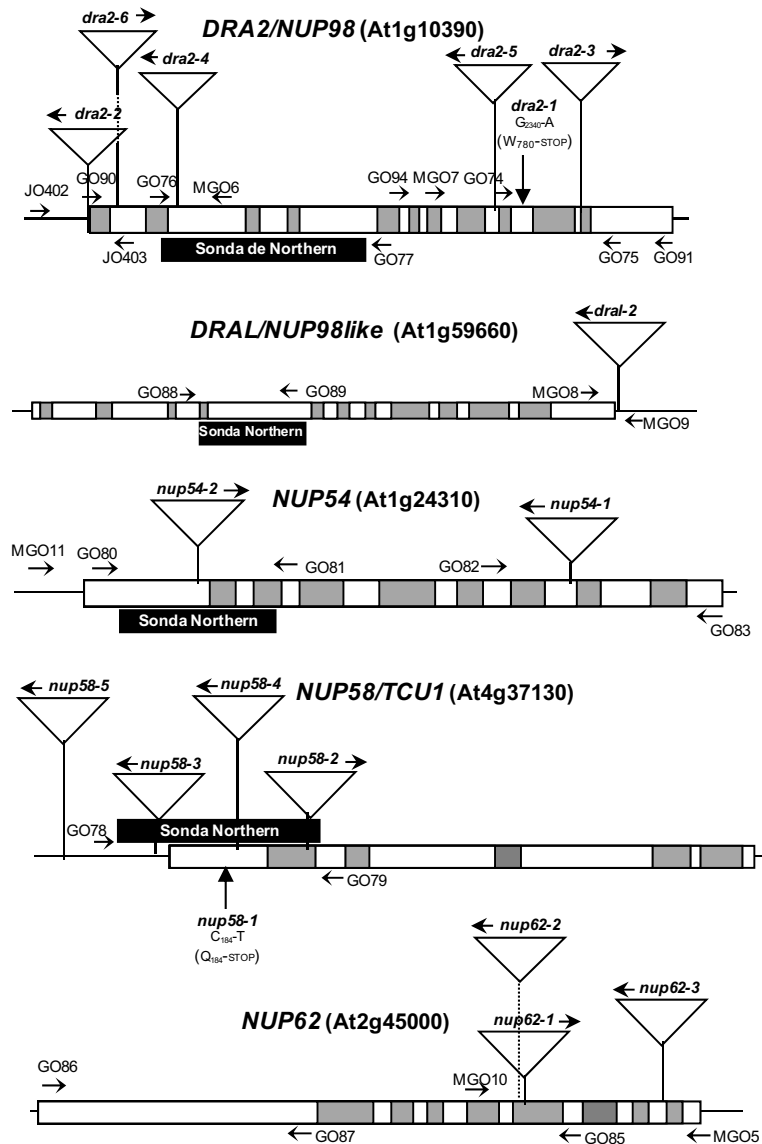 dra2-6
DRA2/NUP98 (At1g10390)
dra2-4
dra2-5
dra2-3
dra2-1
G2340-A
(W780-STOP)
dra2-2
GO90
GO76
JO402
MGO6
GO94
MGO7
GO74
JO403
Sonda de Northern
GO77
GO75
GO91
DRAL/NUP98like (At1g59660)
dral-2
GO88
GO89
MGO8
Sonda Northern
MGO9
nup54-2
NUP54 (At1g24310)
nup54-1
MGO11
GO80
GO81
GO82
Sonda Northern
GO83
nup58-5
nup58-4
NUP58/TCU1 (At4g37130)
nup58-3
nup58-2
GO78
Sonda Northern
GO79
nup58-1
C184-T
(Q184-STOP)
nup62-2
NUP62 (At2g45000)
nup62-1
nup62-3
GO86
MGO10
GO87
GO85
MGO5